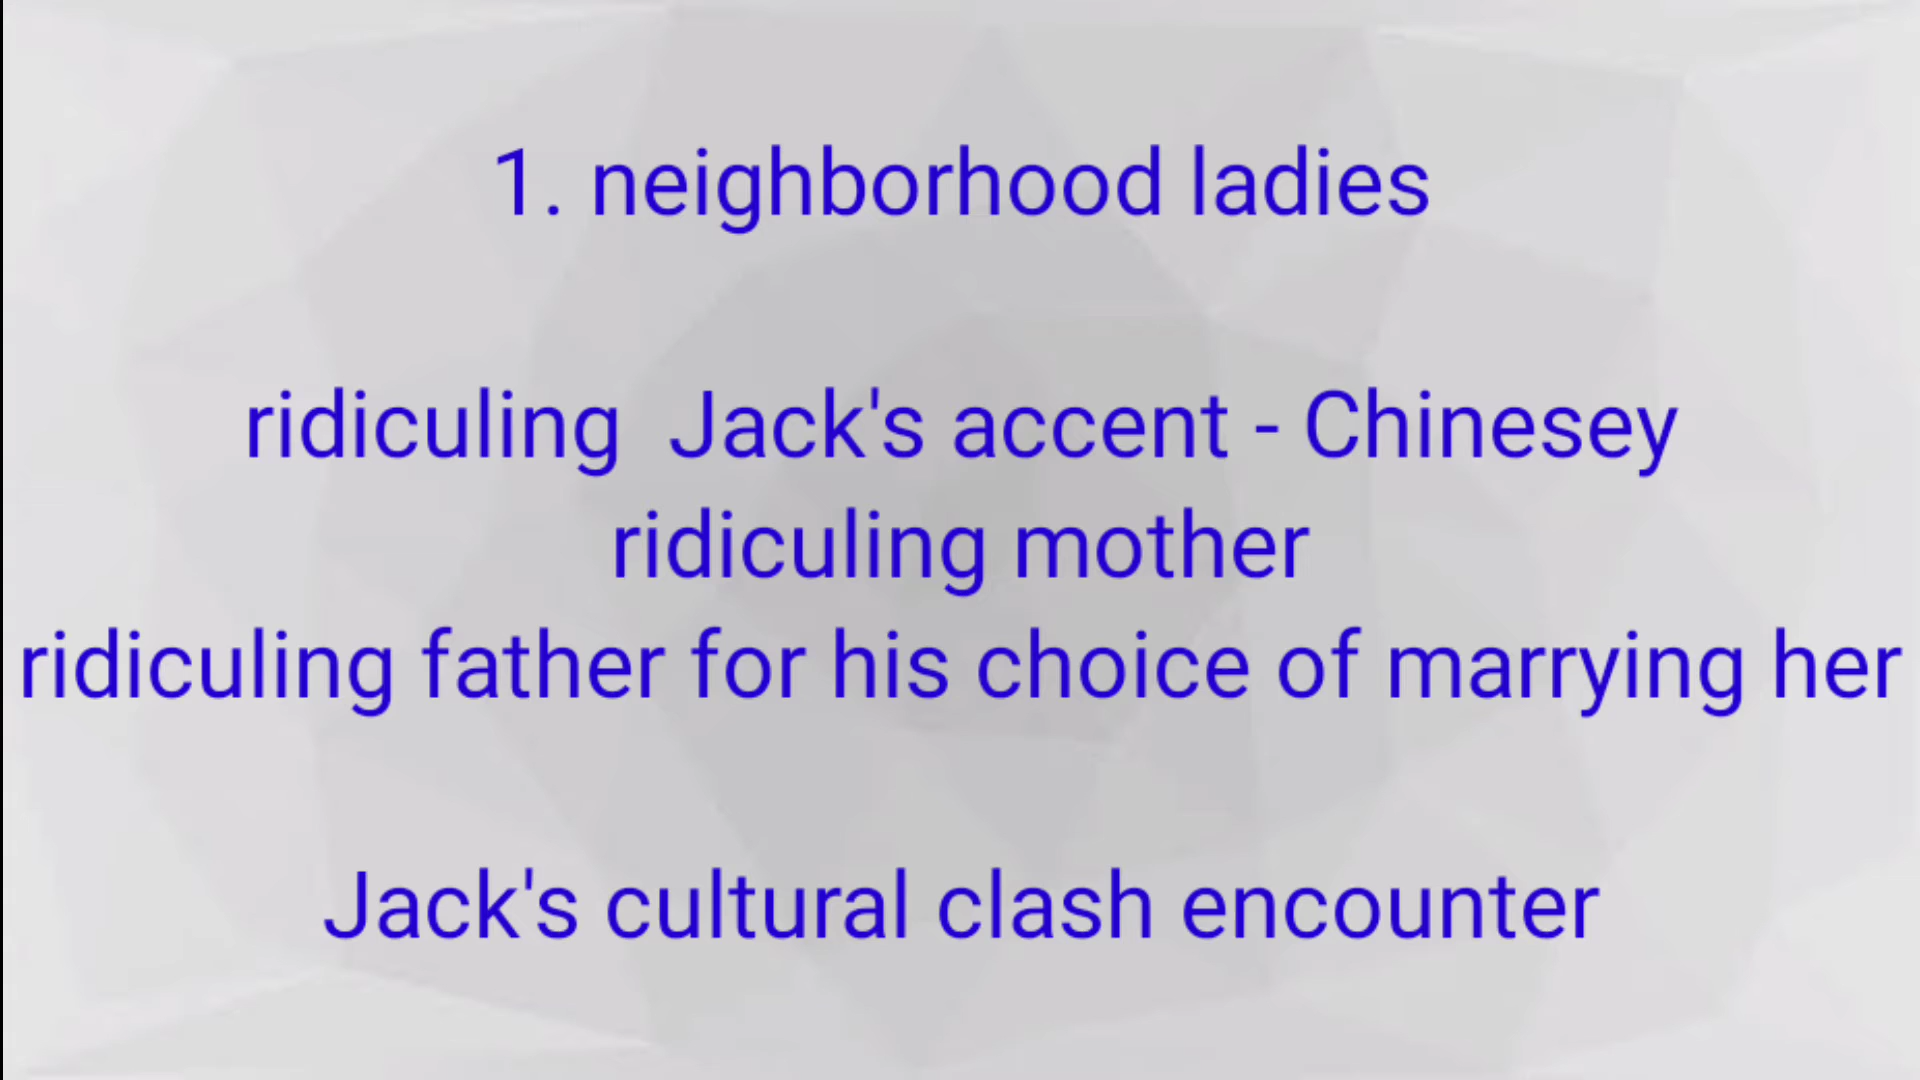 1. neighborhood ladies
ridiculing  Jack's accent - Chinesey
ridiculing mother
ridiculing father for his choice of marrying her
Jack's cultural clash encounter